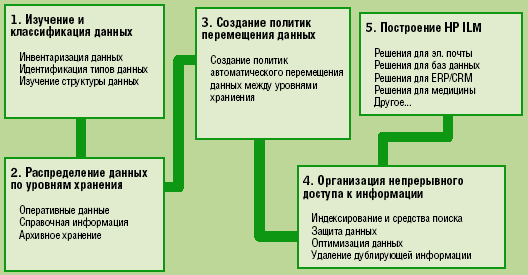 1. Изучение и
классификация данных
Инвентаризация данных
Идентификация типов данных
Изучение структуры данных
2. Распределение данных
по уровням хранения
Оперативные данные
Справочная информация
Архивное хранение
3. Создание политик
перемещения данных
Создание политик
автоматического перемещения
данных между уровнями
хранения
4. Организация непрерывного
доступа к информации
Индексирование и средства поиска
Защита данных
Оптимизация данных
Удаление дублирующей информации
5. Построение HP ILM
Решения для эл. почты
Решения для баз данных
Решения для ERP/CRM
Решения для медицины
Другое...